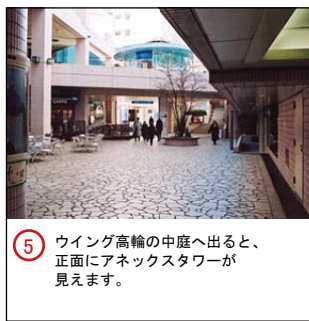 5
ウイング高輪の中庭へ出ると、
正面にアネックスタワーが
見えます。